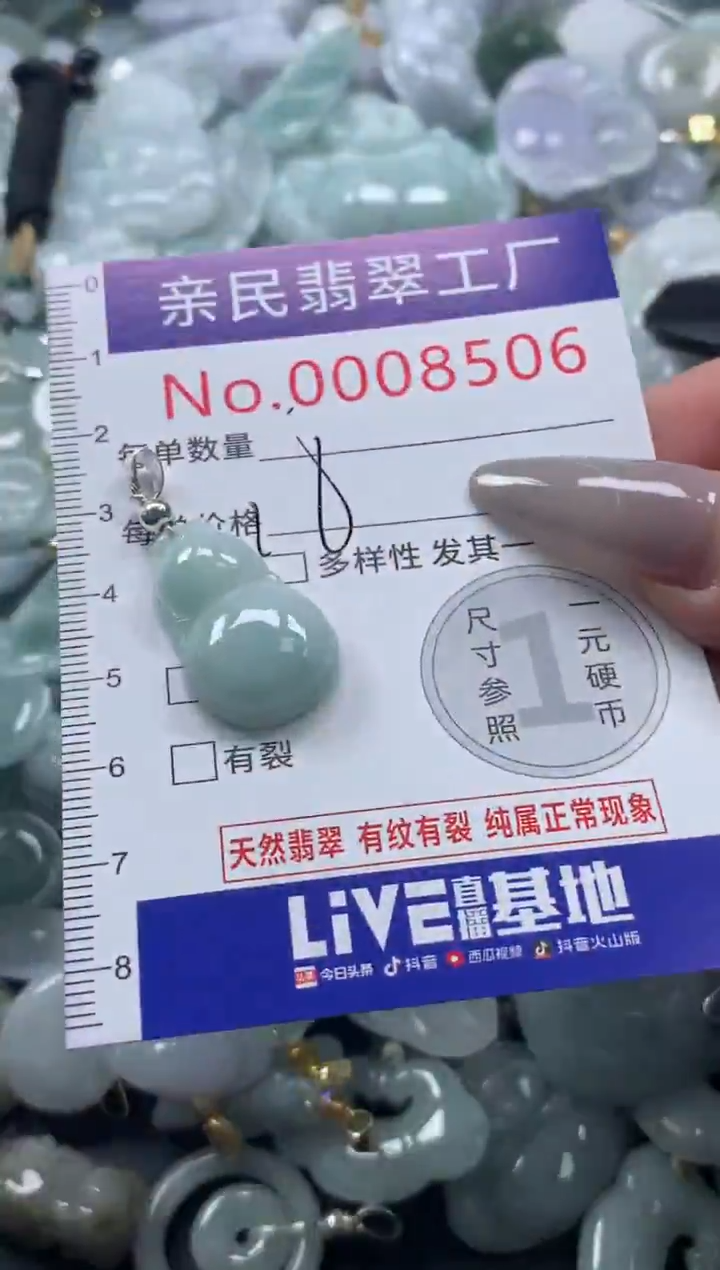 亲民翡翠工厂
No.0008506
0
1
2
3
4
5
6
7
8
每单数量
8
多样性 发其一
有裂
尺寸参照
一元硬币
1
天然翡翠 有纹有裂 纯属正常现象
LiVE直播基地
今日头条 抖音 西瓜视频 抖音火山版